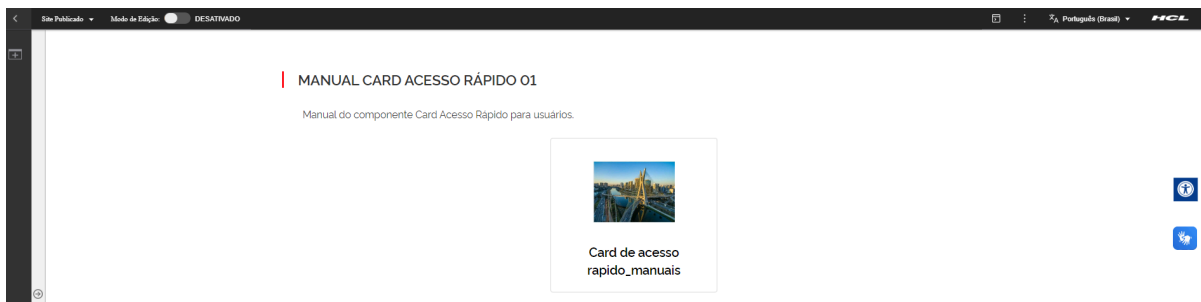 Site Publicado
Modo de Edição: DESATIVADO
Português (Brasil)
HCL
MANUAL CARD ACESSO RÁPIDO 01
Manual do componente Card Acesso Rápido para usuários.
Card de acesso
rapido_manuais